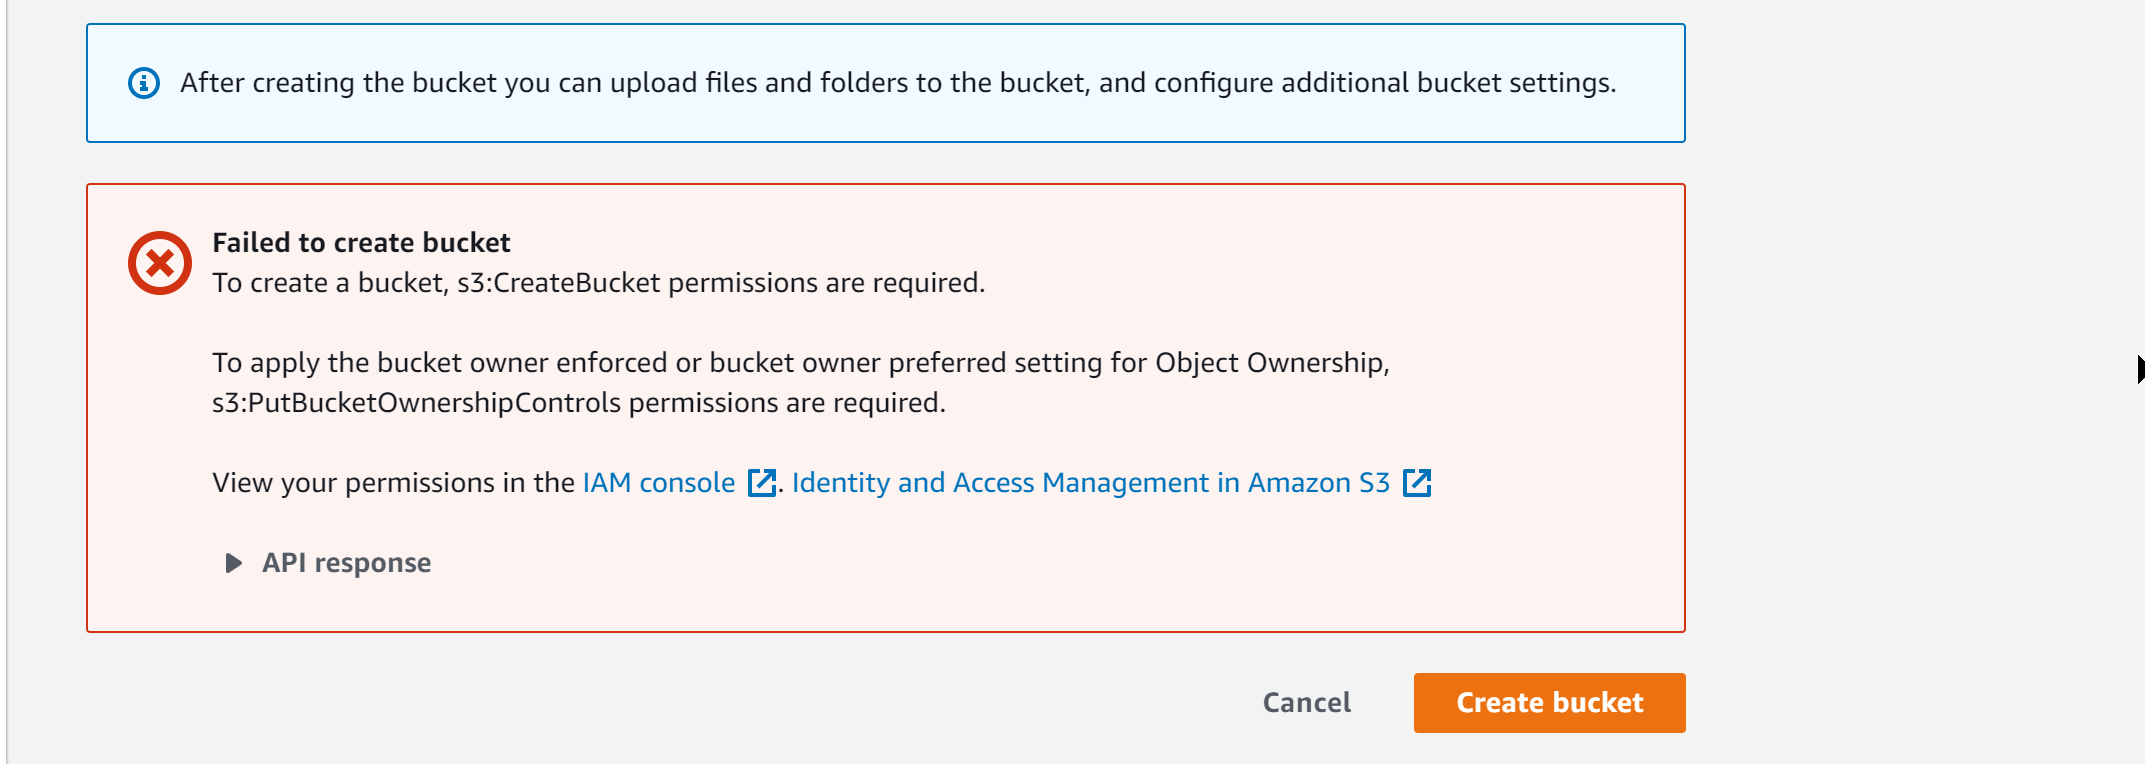 After creating the bucket you can upload files and folders to the bucket, and configure additional bucket settings.
Failed to create bucket
To create a bucket, s3:CreateBucket permissions are required.
To apply the bucket owner enforced or bucket owner preferred setting for Object Ownership,
s3:PutBucketOwnershipControls permissions are required.
View your permissions in the IAM console. Identity and Access Management in Amazon S3
API response
Cancel
Create bucket